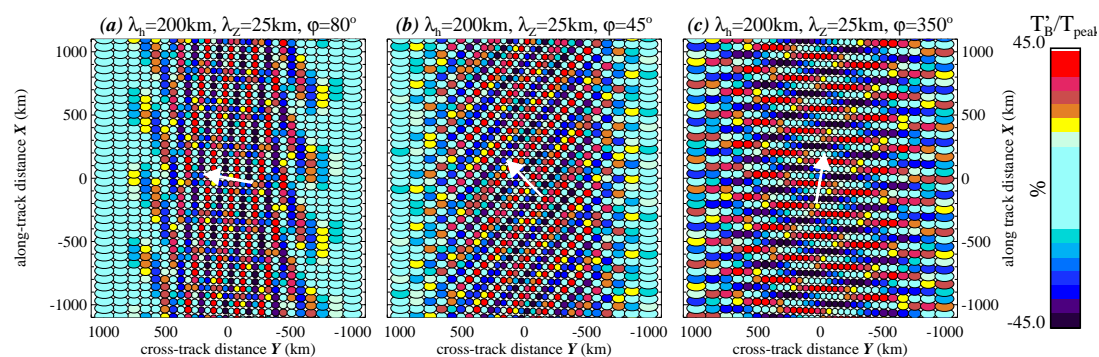 (a) λh=200km, λZ=25km, φ=80º
(b) λh=200km, λZ=25km, φ=45º
(c) λh=200km, λZ=25km, φ=350º
T'B/Tpeak
45.0
%
-45.0
along-track distance X (km)
1000
500
0
-500
-1000
1000 500 0 -500 -1000
cross-track distance Y (km)
1000 500 0 -500 -1000
cross-track distance Y (km)
1000 500 0 -500 -1000
cross-track distance Y (km)
1000
500
0
-500
-1000
along track distance X (km)